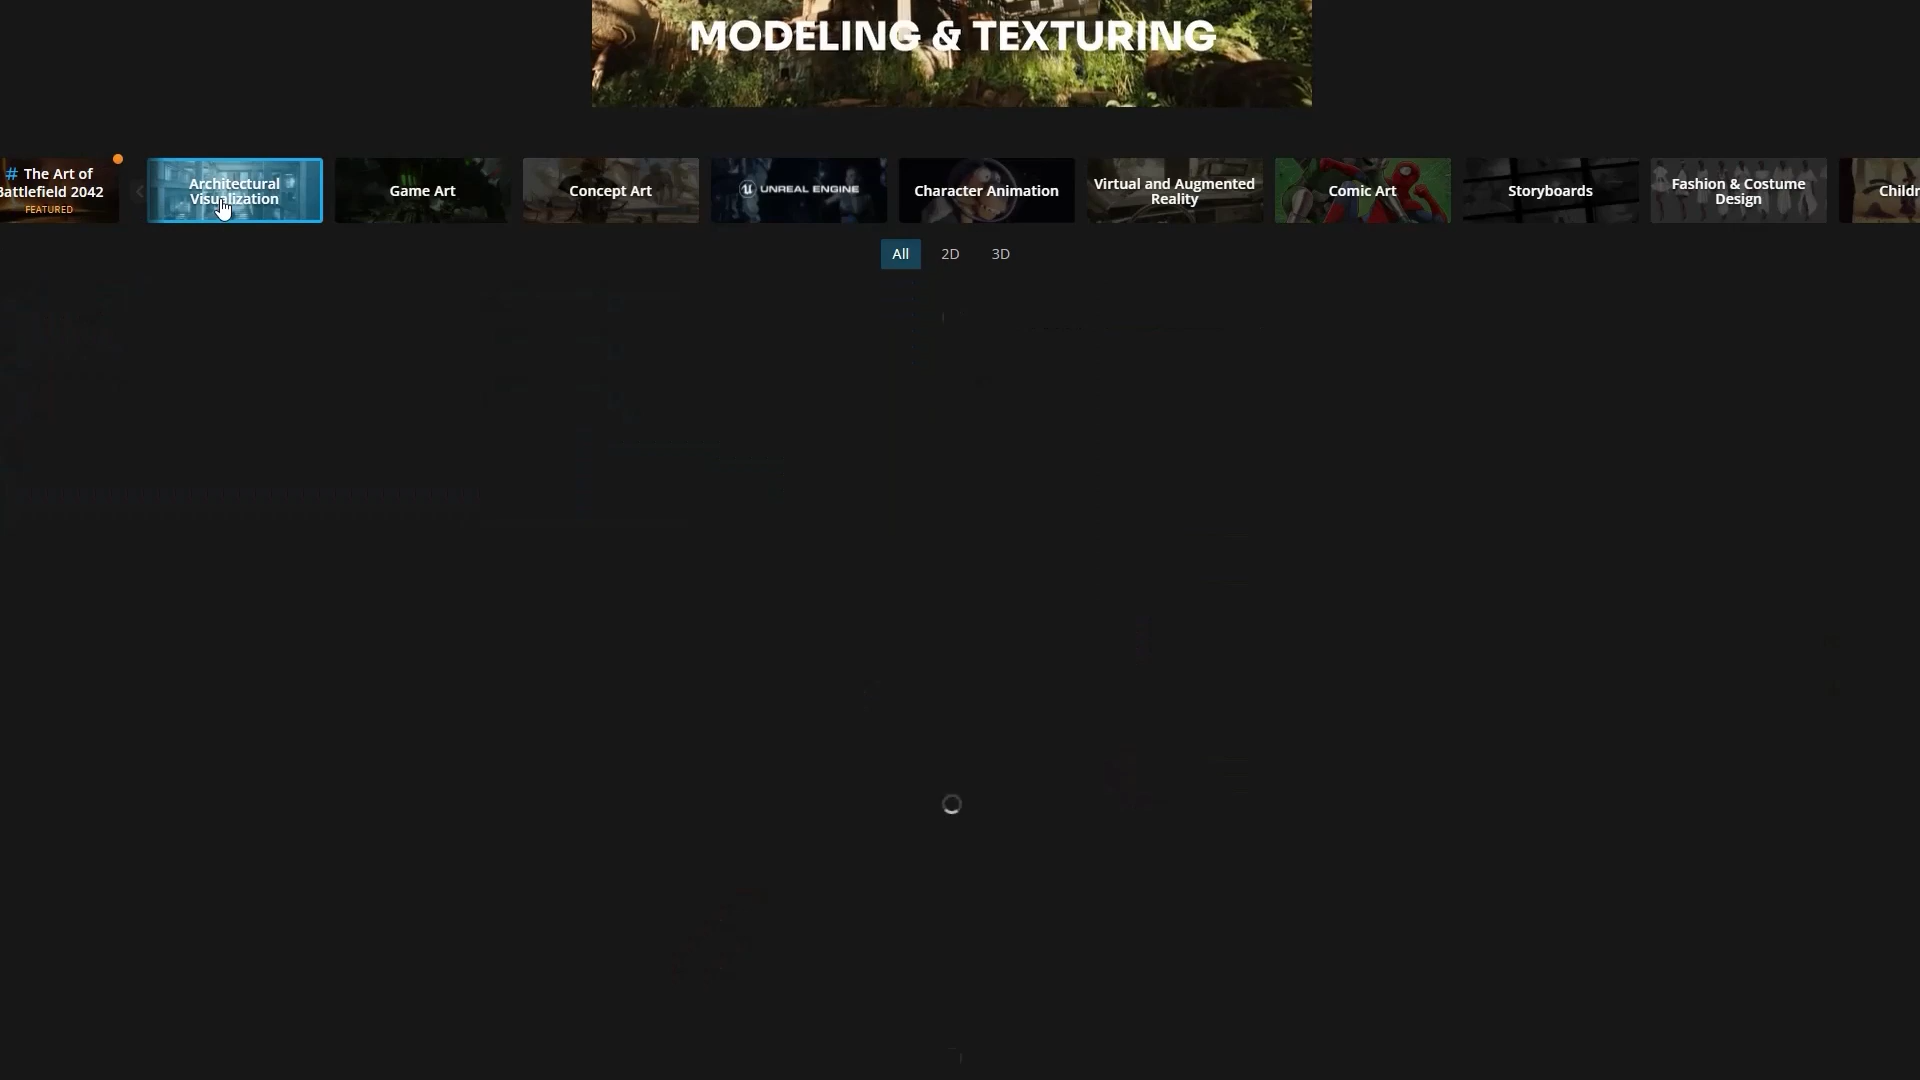 MODELING & TEXTURING
# The Art of
Battlefield 2042
FEATURED
Architectural
Visualization
Game Art
Concept Art
UNREAL ENGINE
Character Animation
Virtual and Augmented
Reality
Comic Art
Storyboards
Fashion & Costume
Design
Childr
All
2D
3D